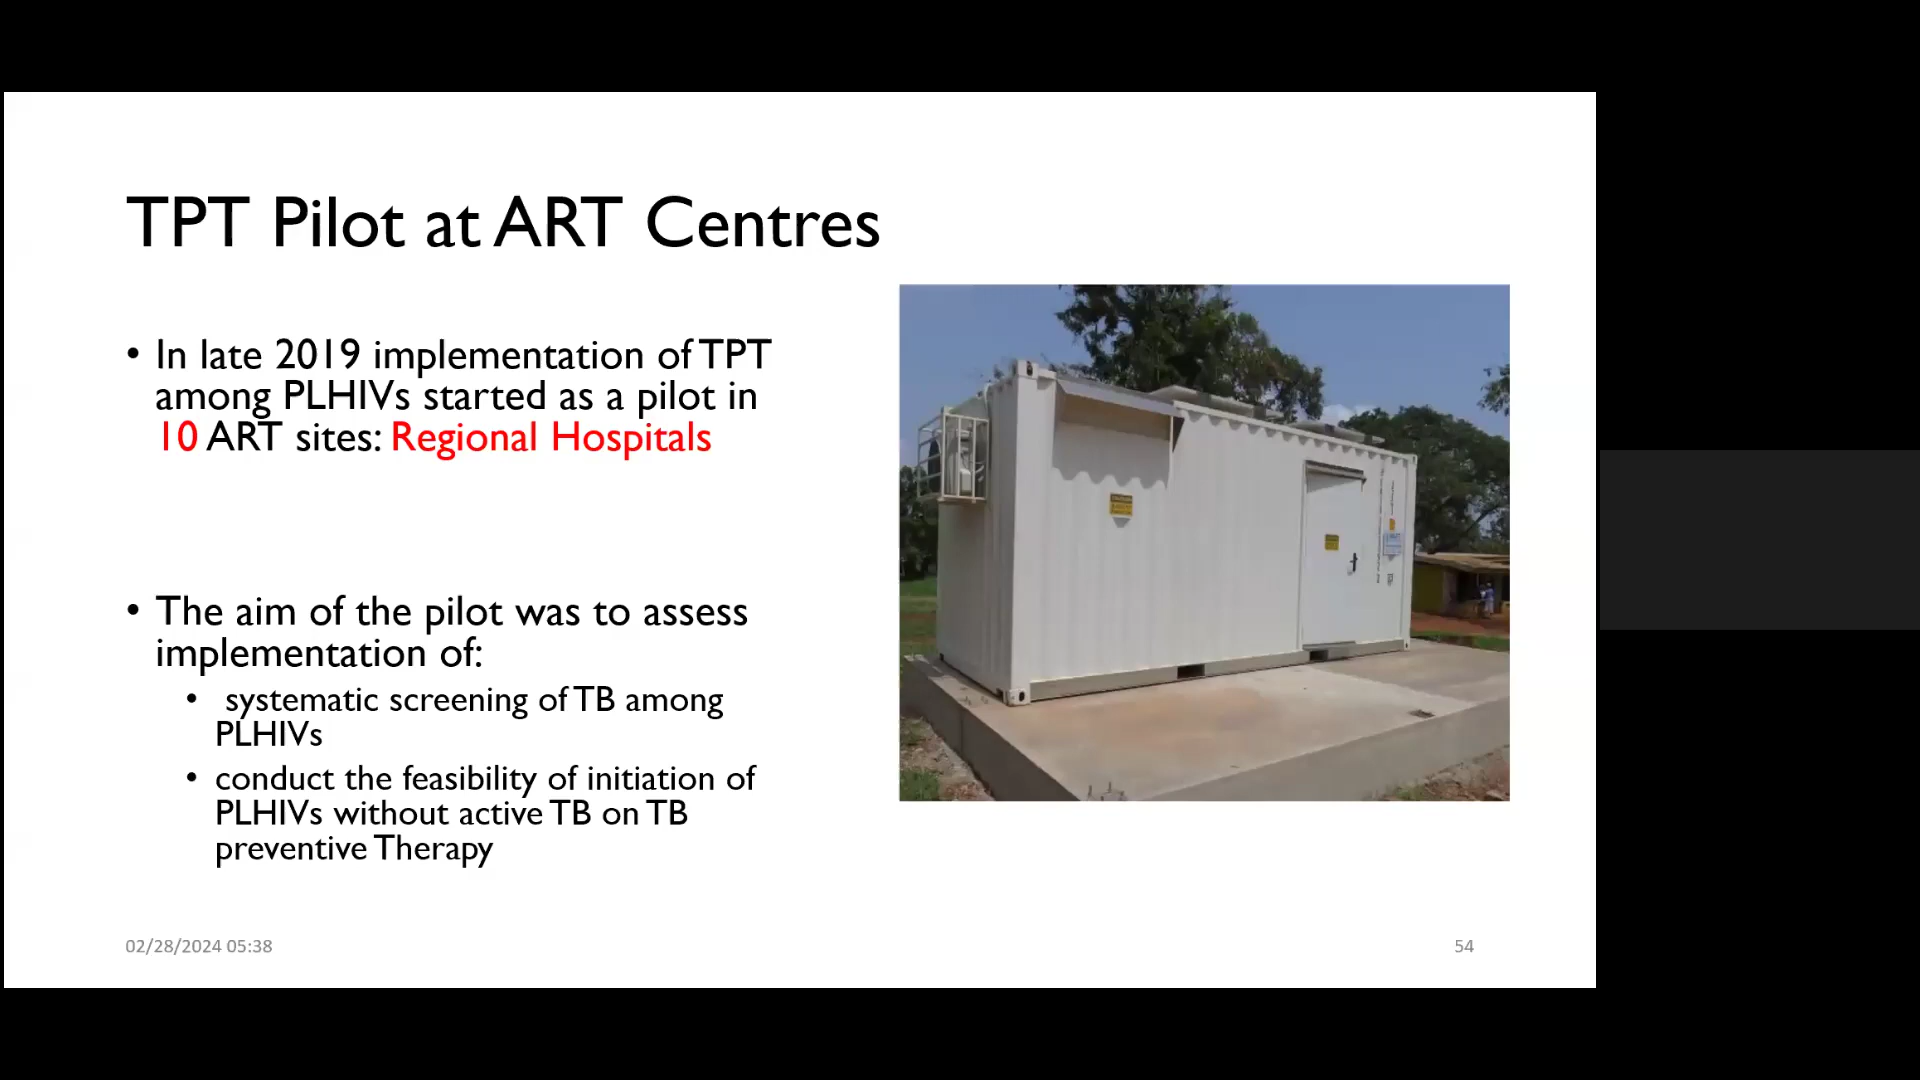 TPT Pilot at ART Centres
• In late 2019 implementation of TPT
among PLHIVs started as a pilot in
10 ART sites: Regional Hospitals
• The aim of the pilot was to assess
implementation of:
• systematic screening of TB among
PLHIVs
• conduct the feasibility of initiation of
PLHIVs without active TB on TB
preventive Therapy
02/28/2024 05:38
54